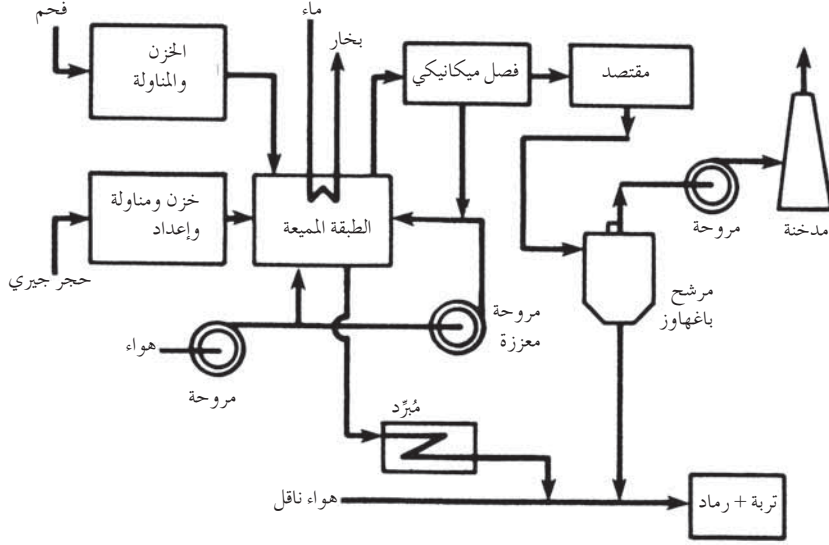 فحم
الخزن
والمناولة
ماء
بخار
فصل ميكانيكي
مقتصد
خزن ومناولة
وإعداد
حجر جيري
الطبقة المميعة
مروحة
مدخنة
مرشح
باغهاوز
مروحة
معززة
هواء
مروحة
مُبرِّد
هواء ناقل
تربة + رماد